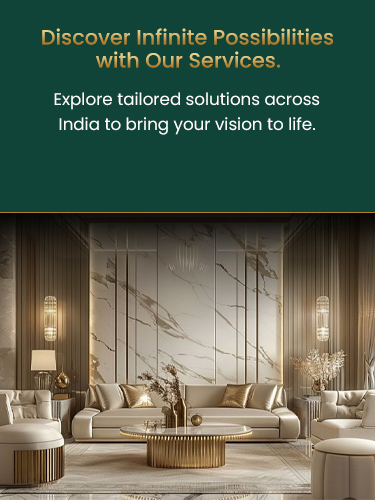 Discover Infinite Possibilities
with Our Services.
Explore tailored solutions across
India to bring your vision to life.